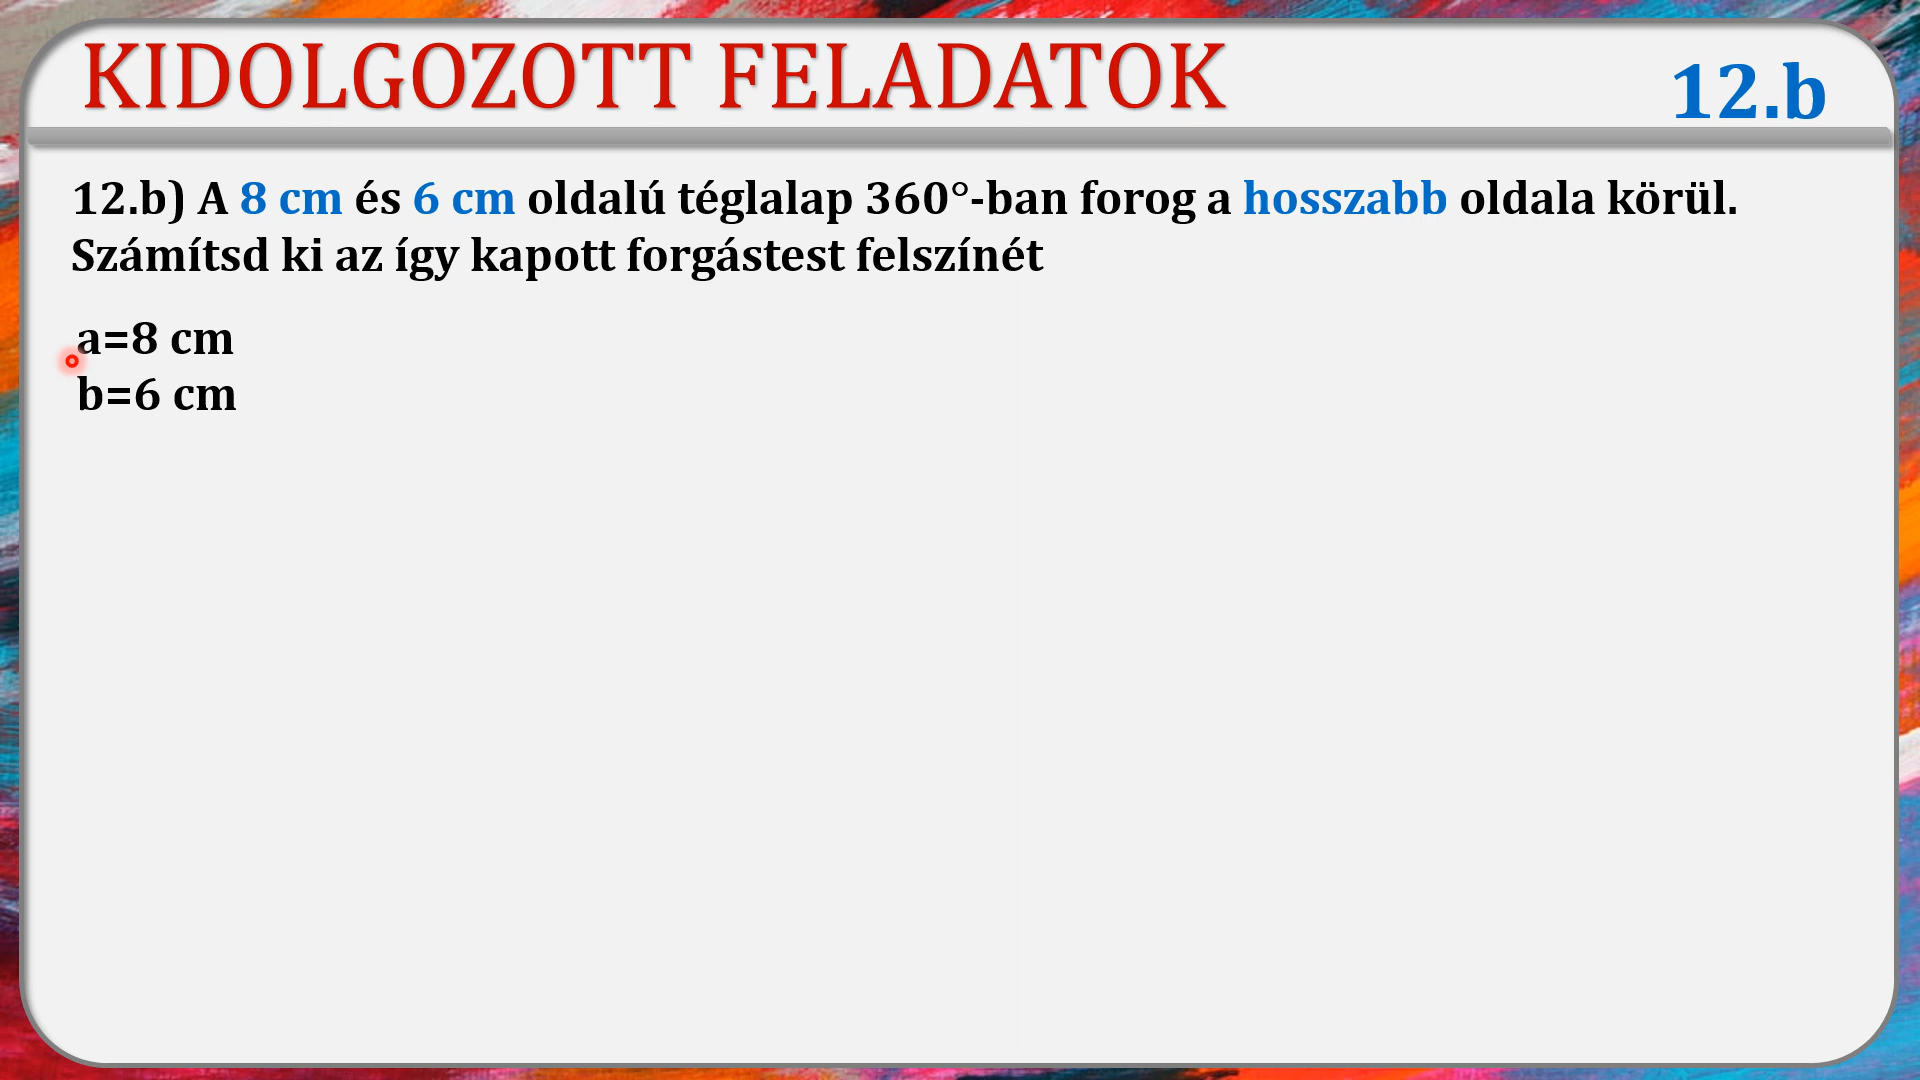 KIDOLGOZOTT FELADATOK
12.b
12.b) A 8 cm és 6 cm oldalú téglalap 360°-ban forog a hosszabb oldala körül.
Számítsd ki az így kapott forgástest felszínét
a=8 cm
b=6 cm